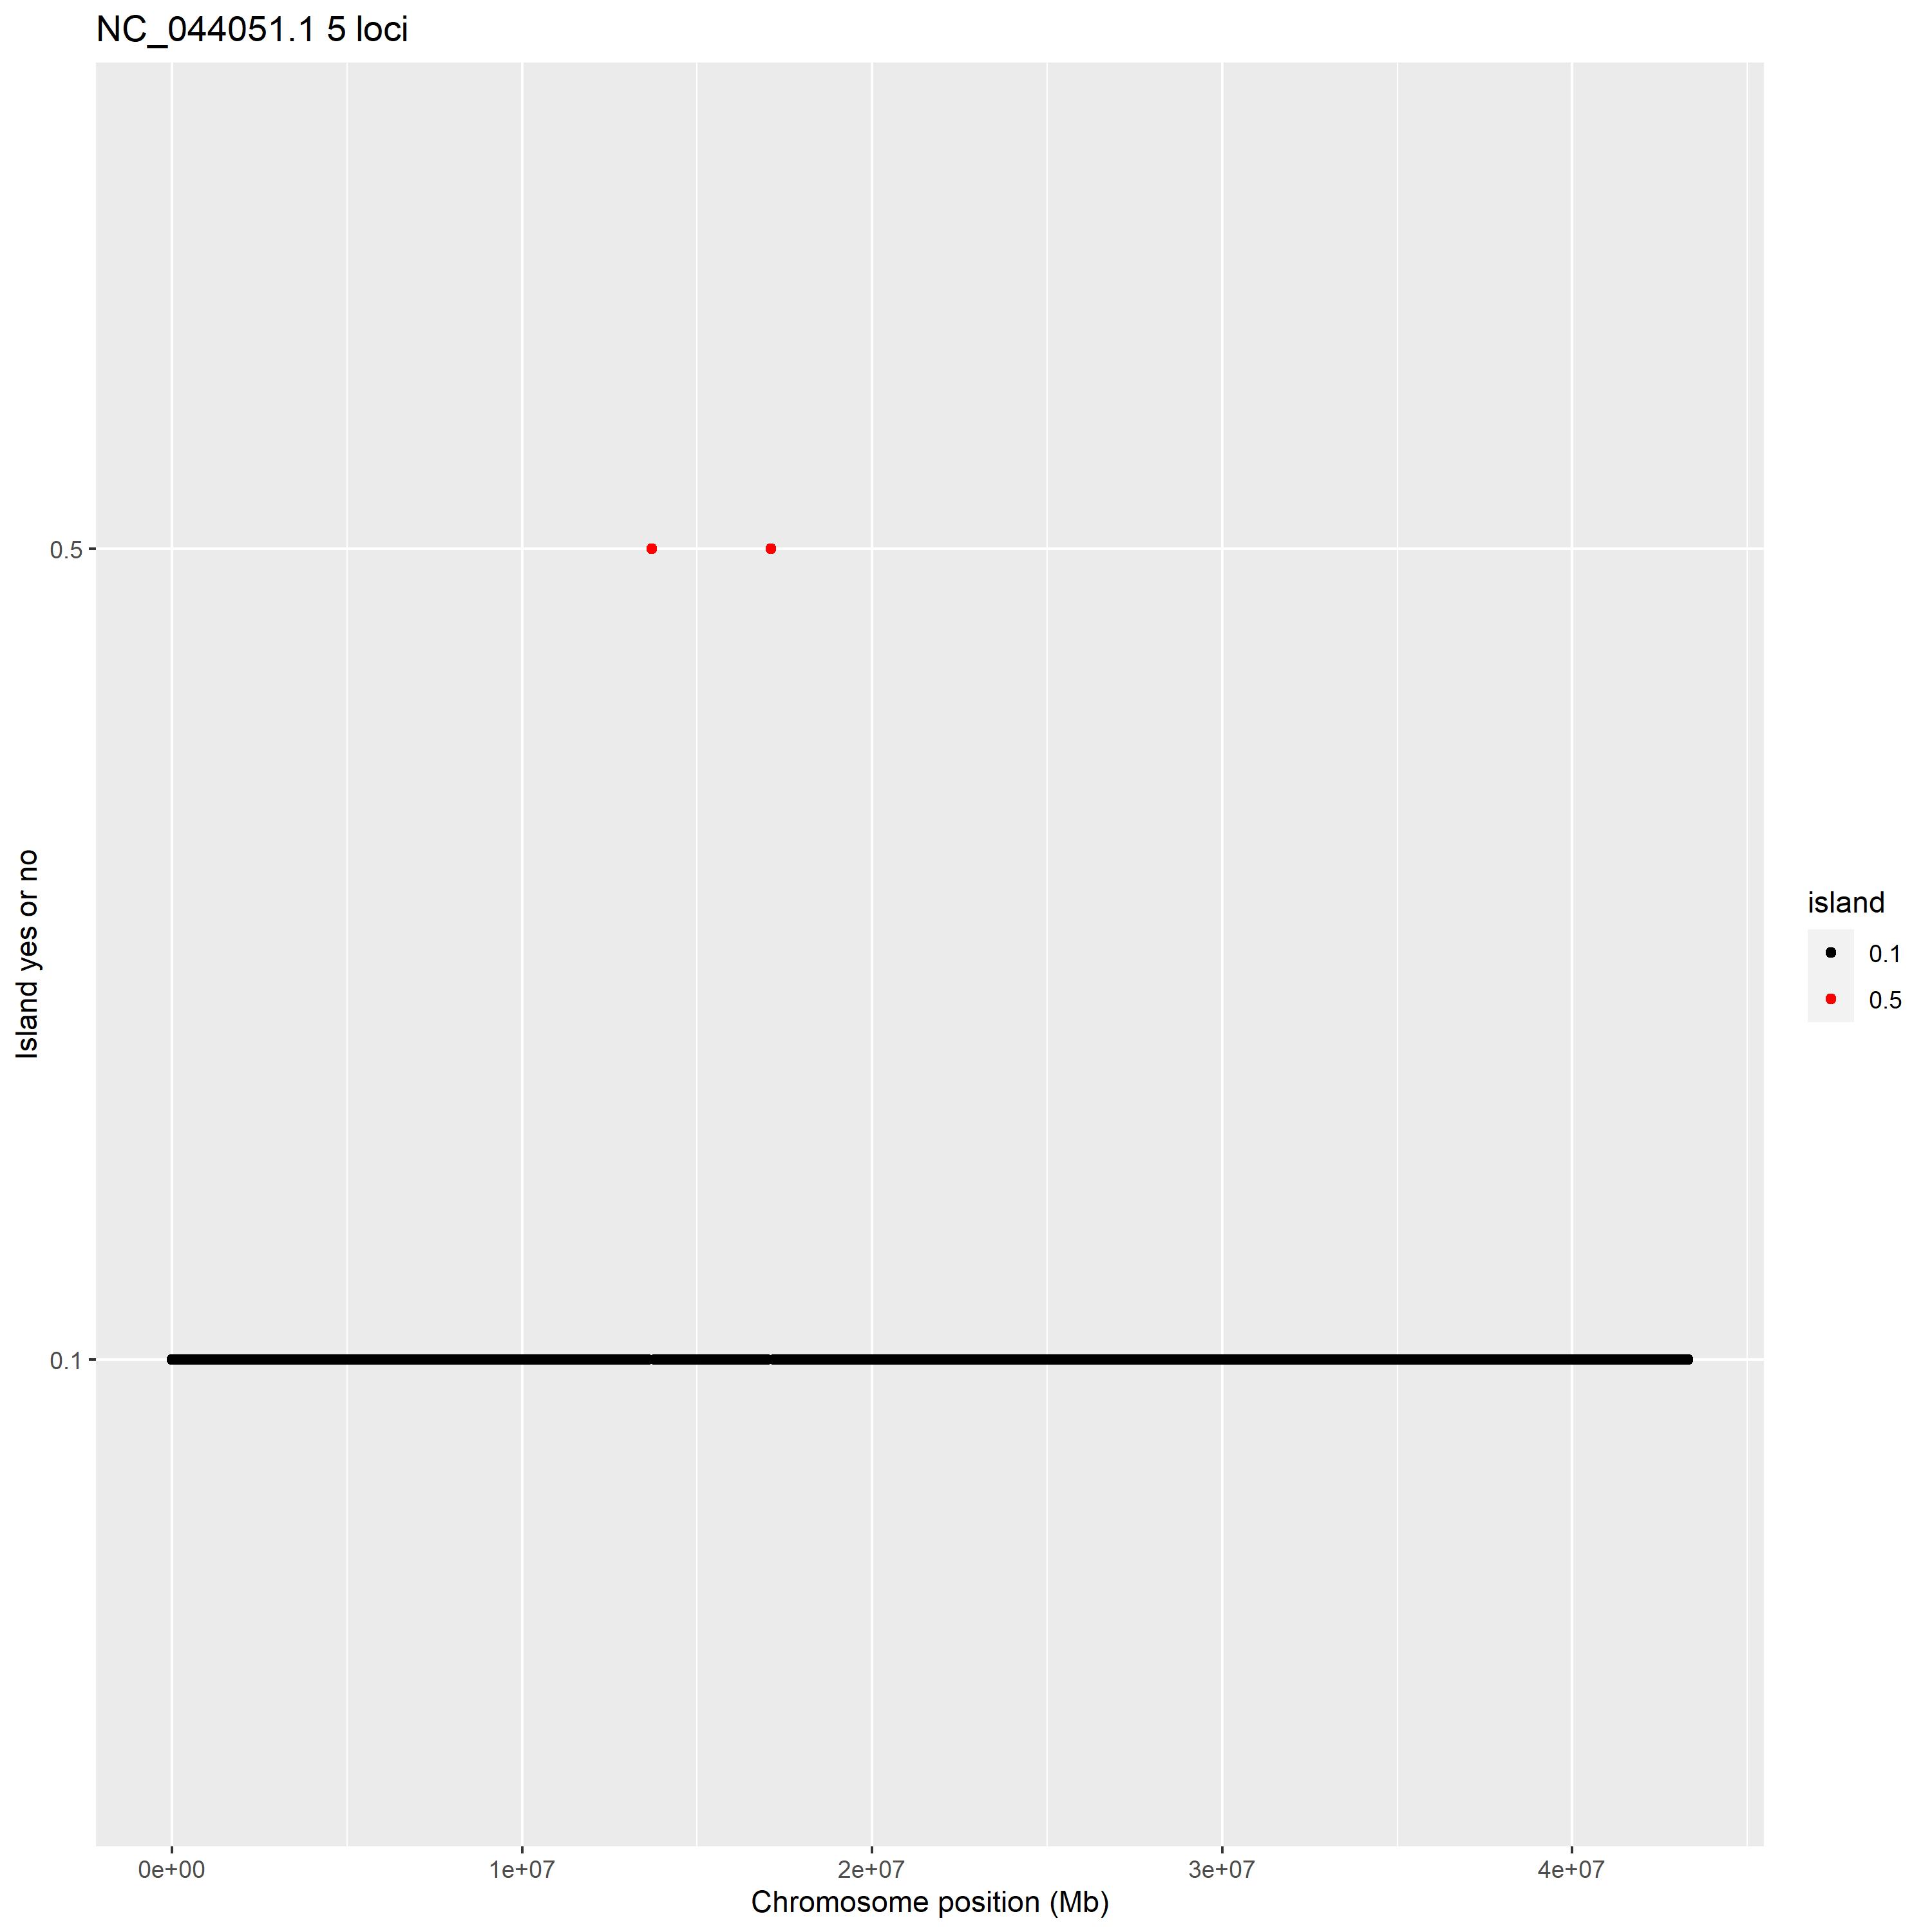 NC_044051.1 5 loci
Island yes or no
0.5
0.1
0e+00 1e+07 2e+07 3e+07 4e+07
Chromosome position (Mb)
island
0.1
0.5